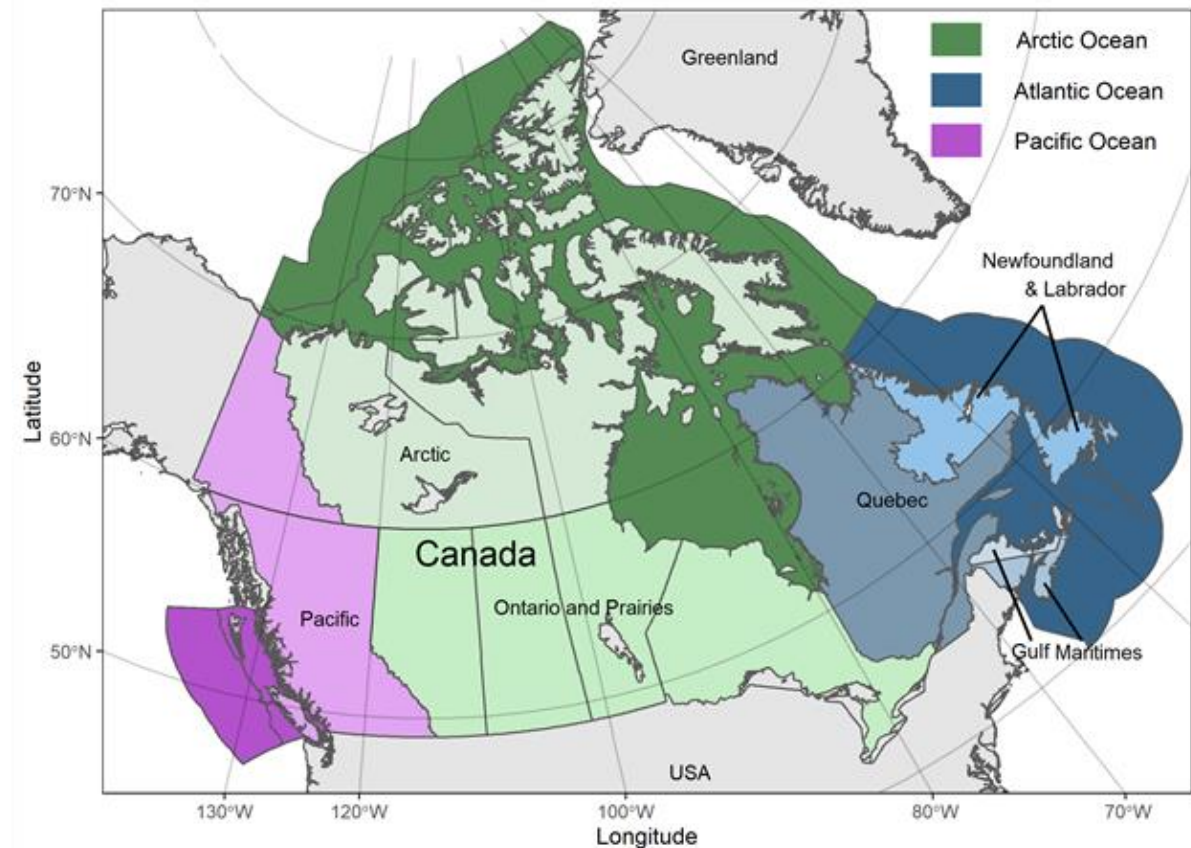 Arctic Ocean
Atlantic Ocean
Pacific Ocean
Greenland
Newfoundland
& Labrador
Arctic
Quebec
Canada
Pacific
Ontario and Prairies
Gulf Maritimes
USA
70°N
60°N
50°N
Latitude
130°W 120°W 100°W 80°W 70°W
Longitude